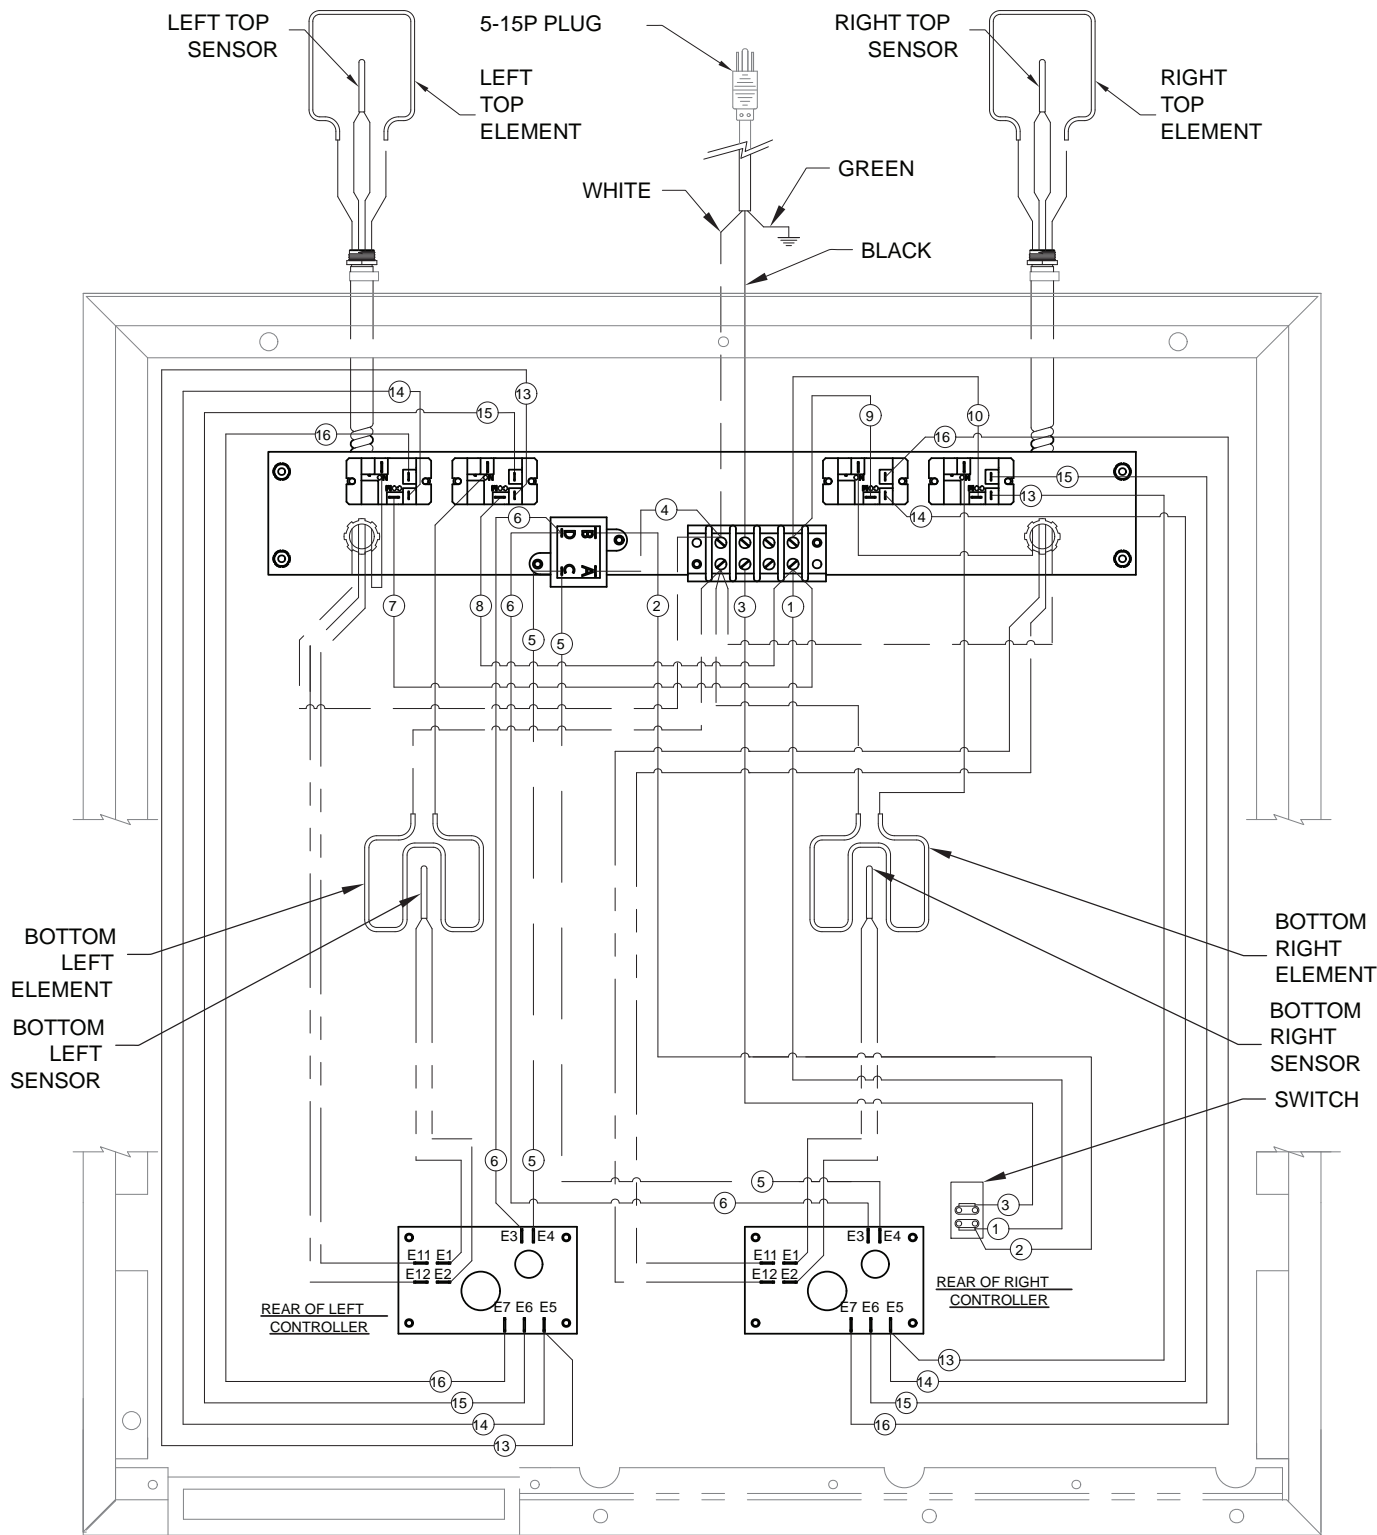 LEFT TOP
SENSOR
5-15P PLUG
RIGHT TOP
SENSOR
LEFT
TOP
ELEMENT
RIGHT
TOP
ELEMENT
WHITE
GREEN
BLACK
14
13
15
16
9
10
16
15
13
14
6
4
D
B
C
A
7
8
6
5
5
2
3
1
BOTTOM
LEFT
ELEMENT
BOTTOM
LEFT
SENSOR
BOTTOM
RIGHT
ELEMENT
BOTTOM
RIGHT
SENSOR
SWITCH
6
5
5
6
3
1
2
E3 E4
E11 E1
E12 E2
E7 E6 E5
REAR OF LEFT
CONTROLLER
E3 E4
E11 E1
E12 E2
E7 E6 E5
REAR OF RIGHT
CONTROLLER
16
15
14
13
13
14
15
16